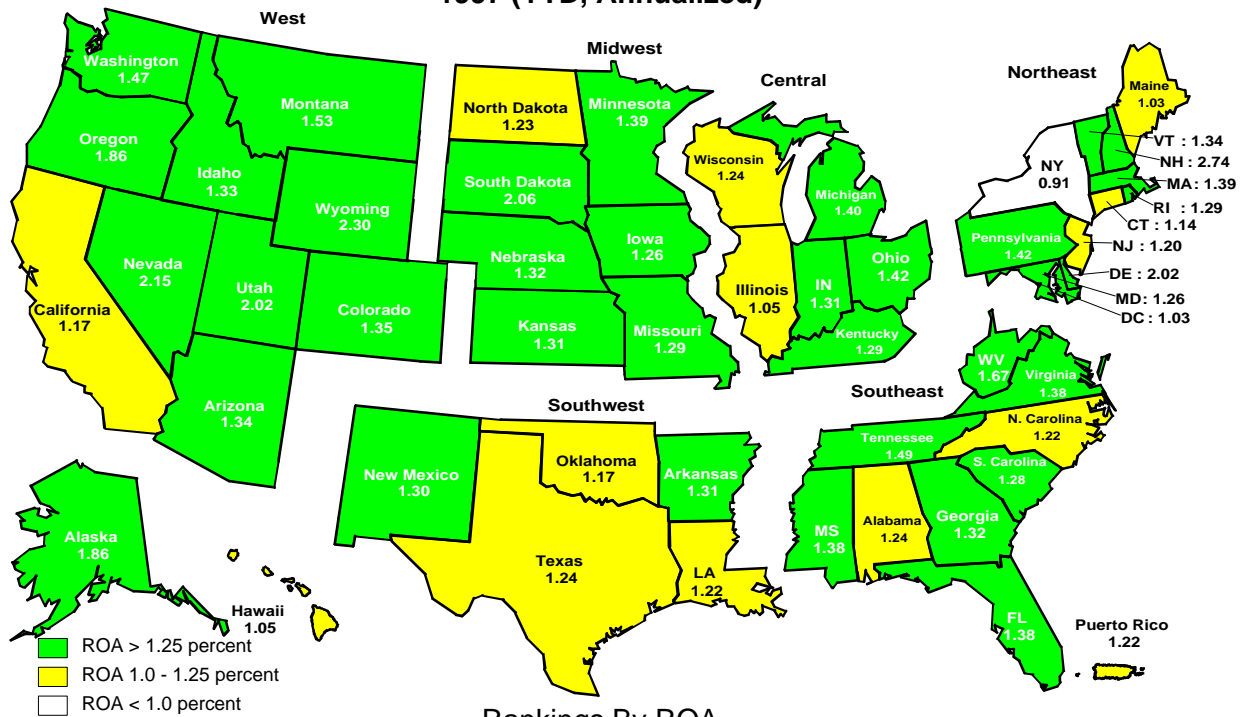 1997 (YTD, Annualized)
West
Midwest
Central
Northeast
Washington
1.47
Montana
1.53
Oregon
1.86
Idaho
1.33
Wyoming
2.30
California
1.17
Nevada
2.15
Utah
2.02
Colorado
1.35
Arizona
1.34
Alaska
1.86
Hawaii
1.05
North Dakota
1.23
Minnesota
1.39
South Dakota
2.06
Nebraska
1.32
Iowa
1.26
Kansas
1.31
Missouri
1.29
Wisconsin
1.24
Michigan
1.40
Illinois
1.05
IN
1.31
Ohio
1.42
Kentucky
1.29
Maine
1.03
VT : 1.34
NH : 2.74
MA : 1.39
RI : 1.29
CT : 1.14
NJ : 1.20
DE : 2.02
MD: 1.26
DC : 1.03
NY
0.91
Pennsylvania
1.42
Southwest
New Mexico
1.30
Oklahoma
1.17
Arkansas
1.31
Texas
1.24
LA
1.22
Southeast
WV
1.67
Virginia
1.38
N. Carolina
1.22
Tennessee
1.49
S. Carolina
1.28
MS
1.38
Alabama
1.24
Georgia
1.32
FL
1.38
Puerto Rico
1.22
ROA > 1.25 percent
ROA 1.0 - 1.25 percent
ROA < 1.0 percent
Rankings By ROA